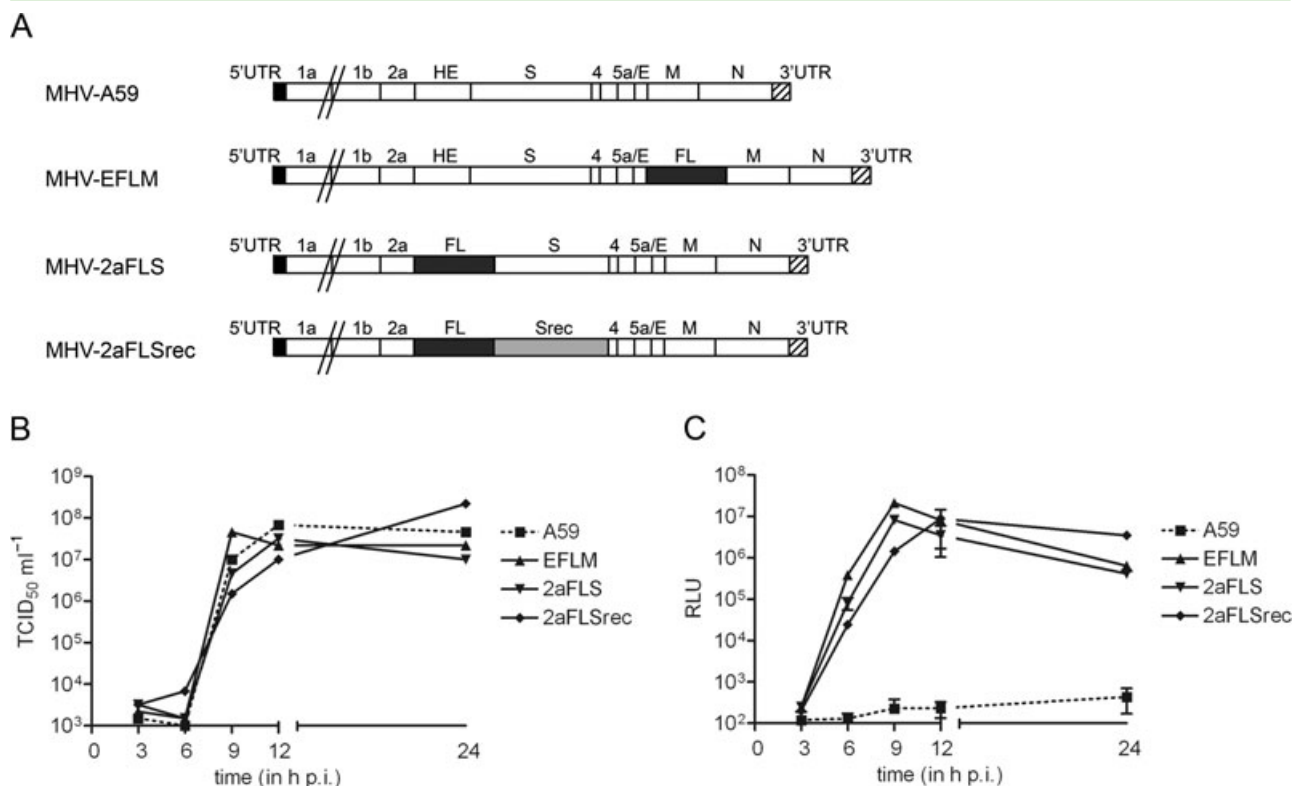 A
5'UTR 1a 1b 2a HE S 4 5a/E M N 3'UTR
MHV-A59
5'UTR 1a 1b 2a HE S 4 5a/E FL M N 3'UTR
MHV-EFLM
5'UTR 1a 1b 2a FL S 4 5a/E M N 3'UTR
MHV-2aFLS
5'UTR 1a 1b 2a FL Srec 4 5a/E M N 3'UTR
MHV-2aFLSrec
B
10⁹
10⁸
10⁷
10⁶
10⁵
10⁴
10³
TCID₅₀ ml⁻¹
0 3 6 9 12 24
time (in h p.i.)
A59
EFLM
2aFLS
2aFLSrec
C
10⁸
10⁷
10⁶
10⁵
10⁴
10³
10²
RLU
0 3 6 9 12 24
time (in h p.i.)
A59
EFLM
2aFLS
2aFLSrec